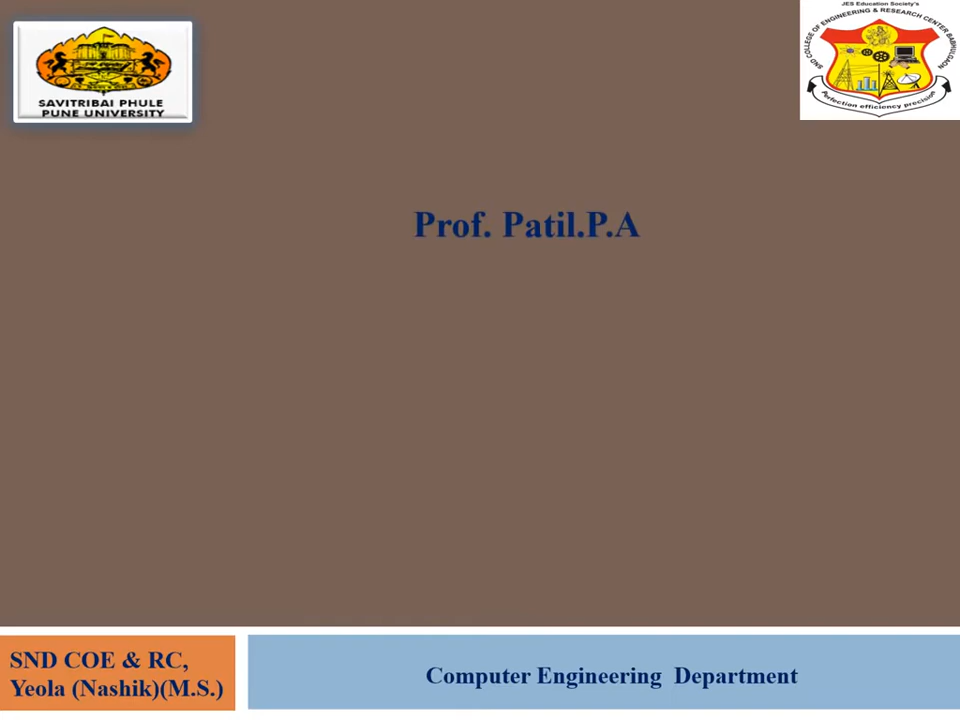 SAVITRIBAI PHULE
PUNE UNIVERSITY
JES Education Society's
SND COLLEGE OF ENGINEERING & RESEARCH CENTER BABHULGAON
Perfection efficiency precision
Prof. Patil.P.A
SND COE & RC,
Yeola (Nashik)(M.S.)
Computer Engineering  Department